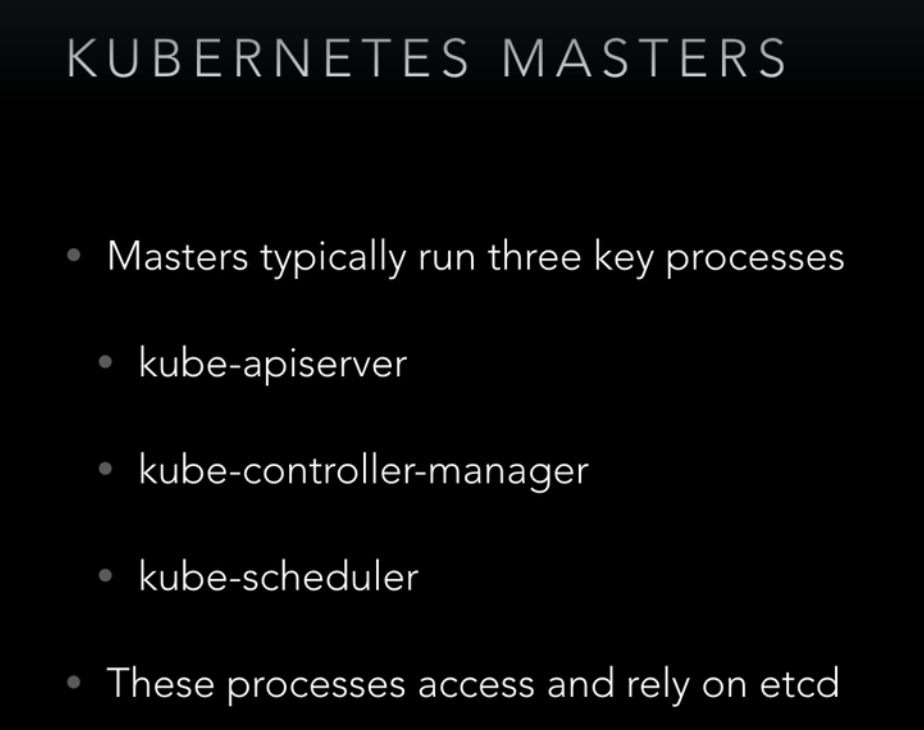 KUBERNETES MASTERS
Masters typically run three key processes
kube-apiserver
kube-controller-manager
kube-scheduler
These processes access and rely on etcd